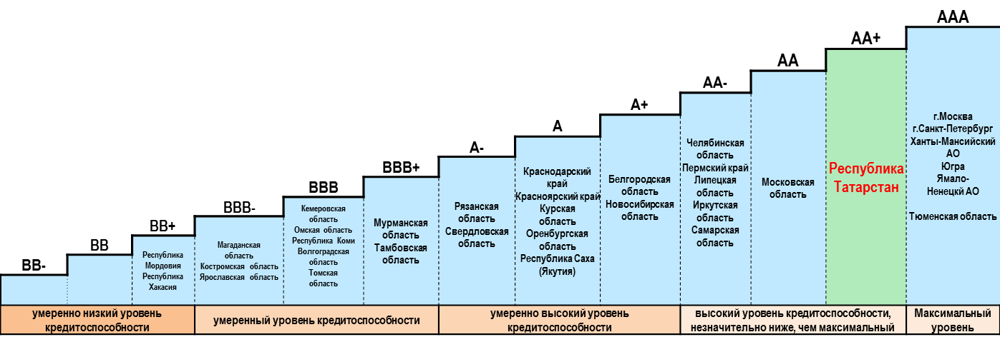 BB-
BB
BB+
Республика
Мордовия
Республика
Хакасия
BBB-
Магаданская
область
Костромская область
Ярославская область
BBB
Кемеровская
область
Омская область
Республика Коми
Волгоградская
область
Томская
область
BBB+
Мурманская
область
Тамбовская
область
A-
Рязанская
область
Свердловская
область
A
Краснодарский
край
Красноярский край
Курская
область
Оренбургская
область
Республика Саха
(Якутия)
A+
Белгородская
область
Новосибирская
область
AA-
Челябинская
область
Пермский край
Липецкая
область
Иркутская
область
Самарская
область
AA
Московская
область
AA+
Республика
Татарстан
AAA
г.Москва
г.Санкт-Петербург
Ханты-Мансийский
АО
Югра
Ямало-
Ненецкй АО
Тюменская область
умеренно низкий уровень
кредитоспособности
умеренный уровень кредитоспособности
умеренно высокий уровень
кредитоспособности
высокий уровень кредитоспособности,
незначительно ниже, чем максимальный
Максимальный
уровень